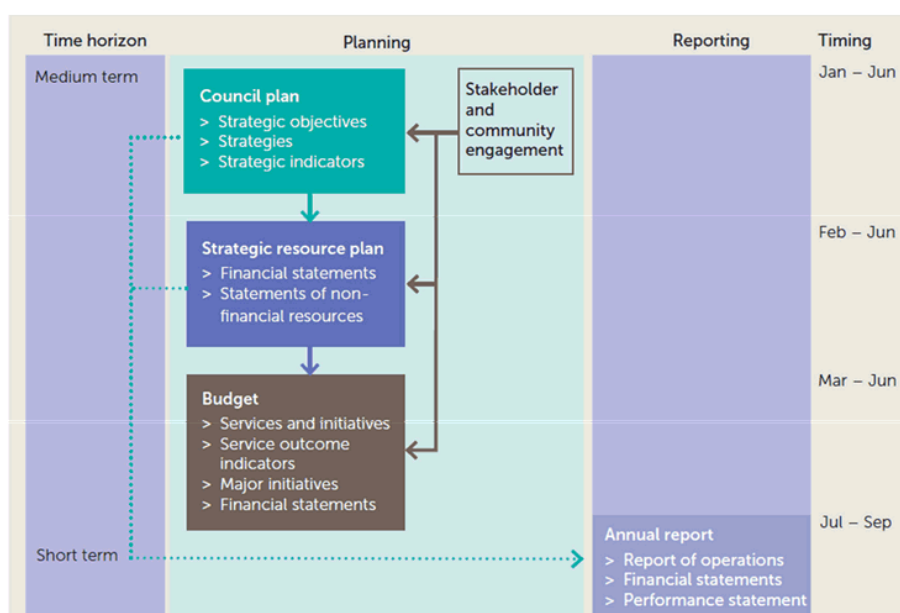 Time horizon
Planning
Reporting
Timing
Medium term
Jan – Jun
Council plan
> Strategic objectives
> Strategies
> Strategic indicators
Stakeholder
and
community
engagement
Feb – Jun
Strategic resource plan
> Financial statements
> Statements of non-
financial resources
Mar – Jun
Budget
> Services and initiatives
> Service outcome
indicators
> Major initiatives
> Financial statements
Jul – Sep
Short term
Annual report
> Report of operations
> Financial statements
> Performance statement